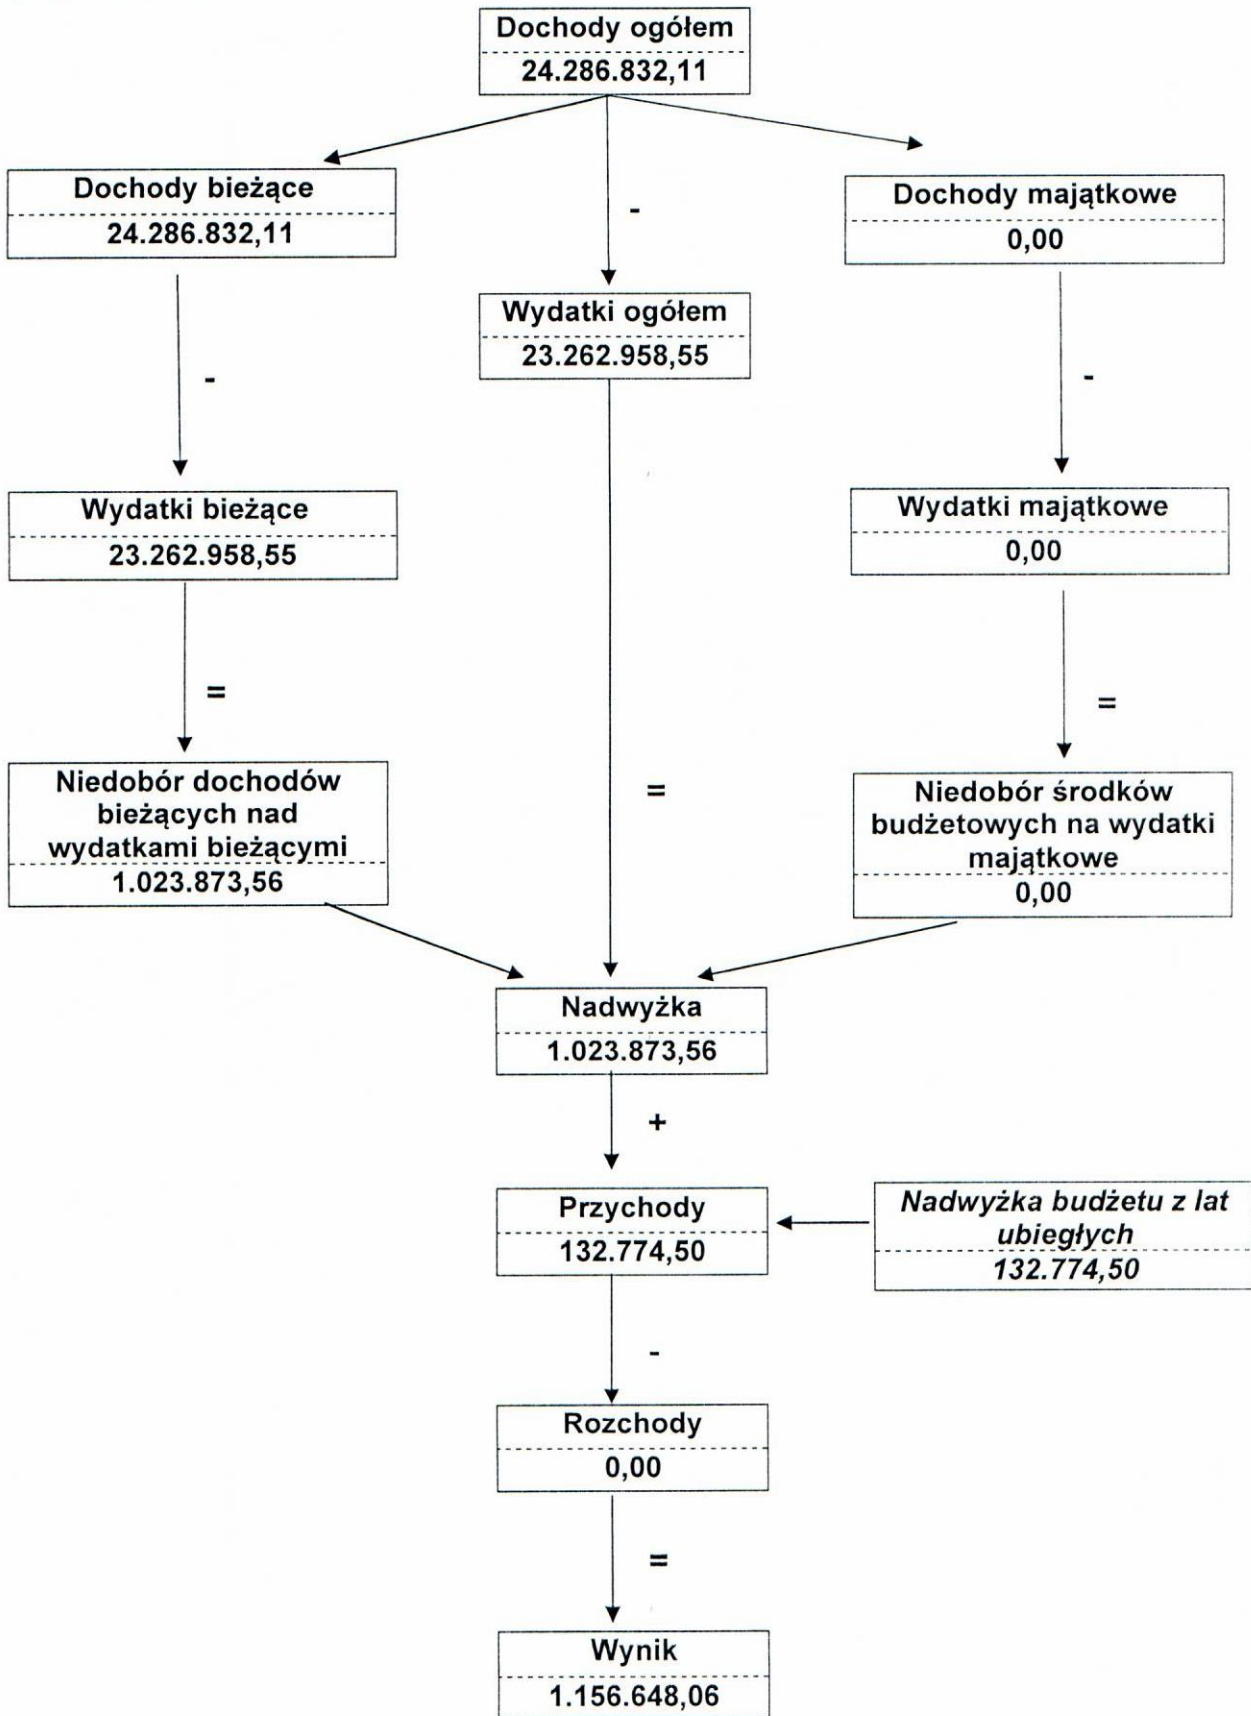 Dochody ogółem
24.286.832,11
Dochody bieżące
24.286.832,11
-
Dochody majątkowe
0,00
Wydatki ogółem
23.262.958,55
-
-
Wydatki bieżące
23.262.958,55
Wydatki majątkowe
0,00
=
=
=
Niedobór dochodów
bieżących nad
wydatkami bieżącymi
1.023.873,56
Niedobór środków
budżetowych na wydatki
majątkowe
0,00
Nadwyżka
1.023.873,56
+
Przychody
132.774,50
Nadwyżka budżetu z lat
ubiegłych
132.774,50
-
Rozchody
0,00
=
Wynik
1.156.648,06